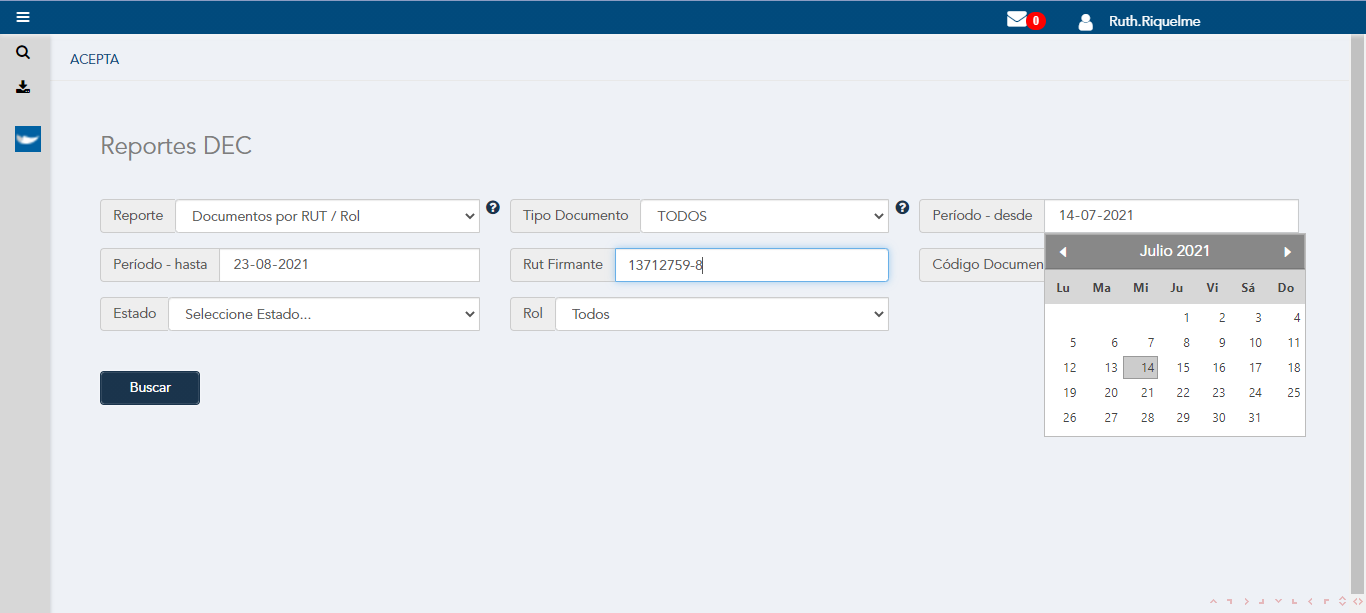 0 Ruth.Riquelme
ACEPTA
Reportes DEC
Reporte Documentos por RUT / Rol Tipo Documento TODOS Período - desde 14-07-2021
Período - hasta 23-08-2021 Rut Firmante 13712759-8 Código Documen
Estado Seleccione Estado... Rol Todos
Buscar
Julio 2021
Lu Ma Mi Ju Vi Sá Do
1 2 3 4
5 6 7 8 9 10 11
12 13 14 15 16 17 18
19 20 21 22 23 24 25
26 27 28 29 30 31